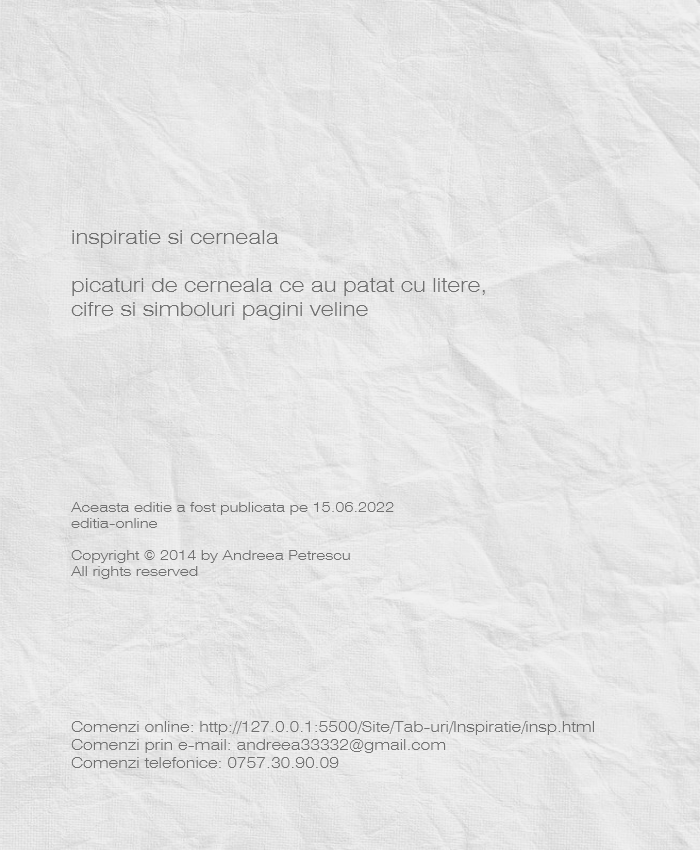 inspiratie si cerneala
picaturi de cerneala ce au patat cu litere,
cifre si simboluri pagini veline
Aceasta editie a fost publicata pe 15.06.2022
editia-online
Copyright © 2014 by Andreea Petrescu
All rights reserved
Comenzi online: http://127.0.0.1:5500/Site/Tab-uri/Inspiratie/insp.html
Comenzi prin e-mail: andreea33332@gmail.com
Comenzi telefonice: 0757.30.90.09